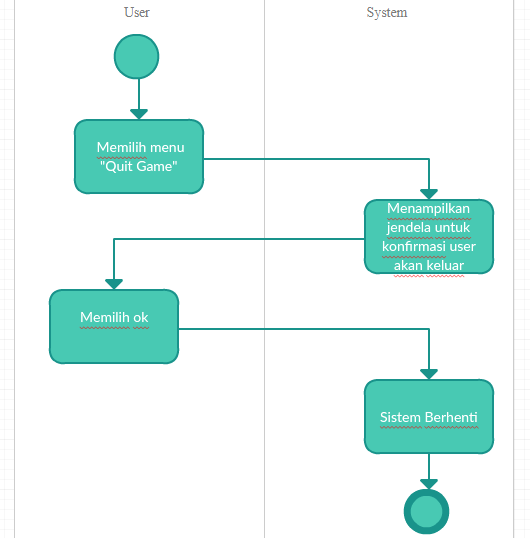 User
System
Memilih menu
"Quit Game"
Menampilkan
jendela untuk
konfirmasi user
akan keluar
Memilih ok
Sistem Berhenti